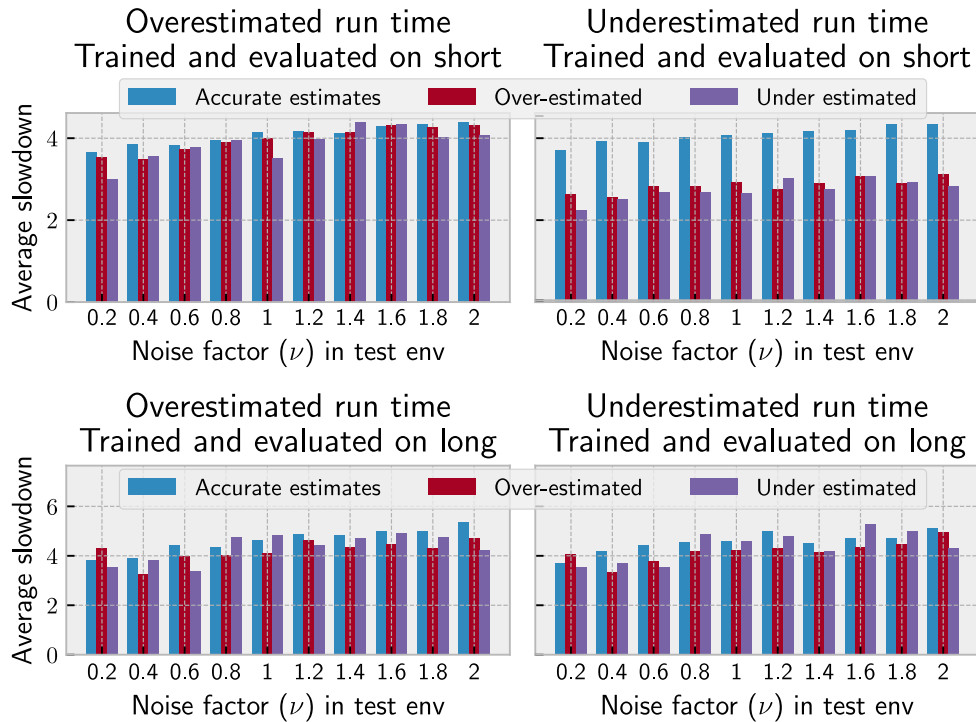 Overestimated run time
Trained and evaluated on short
Underestimated run time
Trained and evaluated on short
Accurate estimates Over-estimated Under estimated
Average slowdown
4
2
0
0.2 0.4 0.6 0.8 1 1.2 1.4 1.6 1.8 2
Noise factor (ν) in test env
4
2
0
0.2 0.4 0.6 0.8 1 1.2 1.4 1.6 1.8 2
Noise factor (ν) in test env
Overestimated run time
Trained and evaluated on long
Underestimated run time
Trained and evaluated on long
Accurate estimates Over-estimated Under estimated
Average slowdown
6
4
2
0
0.2 0.4 0.6 0.8 1 1.2 1.4 1.6 1.8 2
Noise factor (ν) in test env
6
4
2
0
0.2 0.4 0.6 0.8 1 1.2 1.4 1.6 1.8 2
Noise factor (ν) in test env